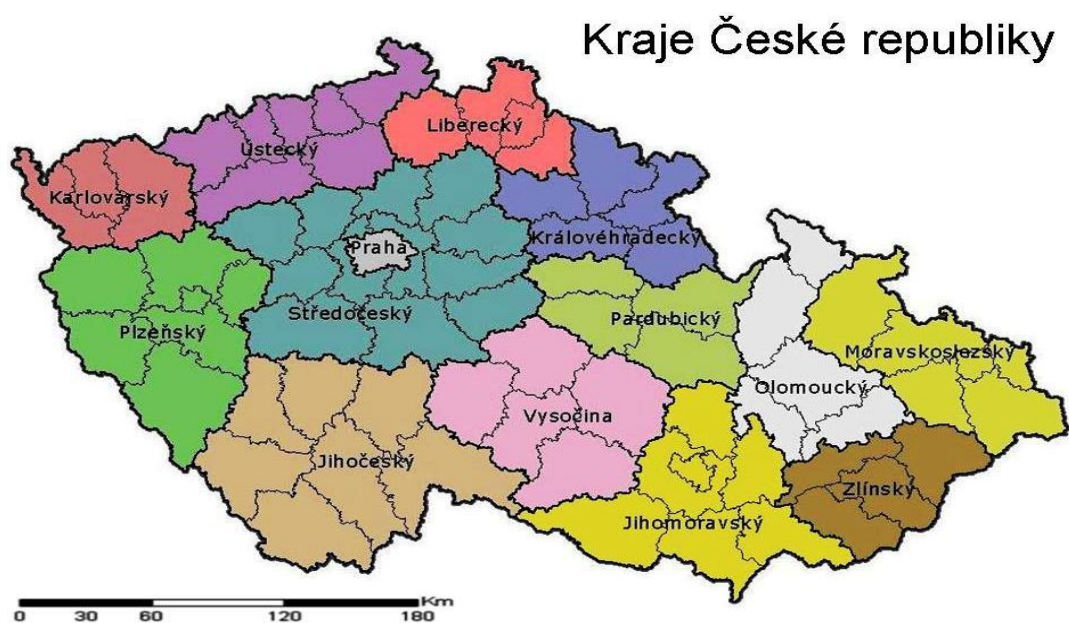 Kraje České republiky
Liberecký
Ústecký
Karlovarský
Královéhradecký
Praha
Středočeský
Pardubický
Plzeňský
Moravskoslezský
Olomoucký
Vysočina
Jihočeský
Zlínský
Jihomoravský
Km
0 30 60 120 180